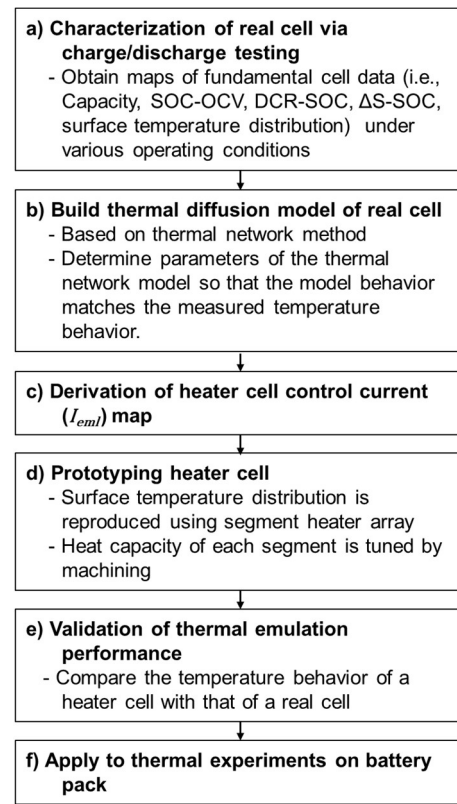 a) Characterization of real cell via
charge/discharge testing
- Obtain maps of fundamental cell data (i.e.,
Capacity, SOC-OCV, DCR-SOC, ΔS-SOC,
surface temperature distribution) under
various operating conditions
b) Build thermal diffusion model of real cell
- Based on thermal network method
- Determine parameters of the thermal
network model so that the model behavior
matches the measured temperature
behavior.
c) Derivation of heater cell control current
(I_eml) map
d) Prototyping heater cell
- Surface temperature distribution is
reproduced using segment heater array
- Heat capacity of each segment is tuned by
machining
e) Validation of thermal emulation
performance
- Compare the temperature behavior of a
heater cell with that of a real cell
f) Apply to thermal experiments on battery
pack